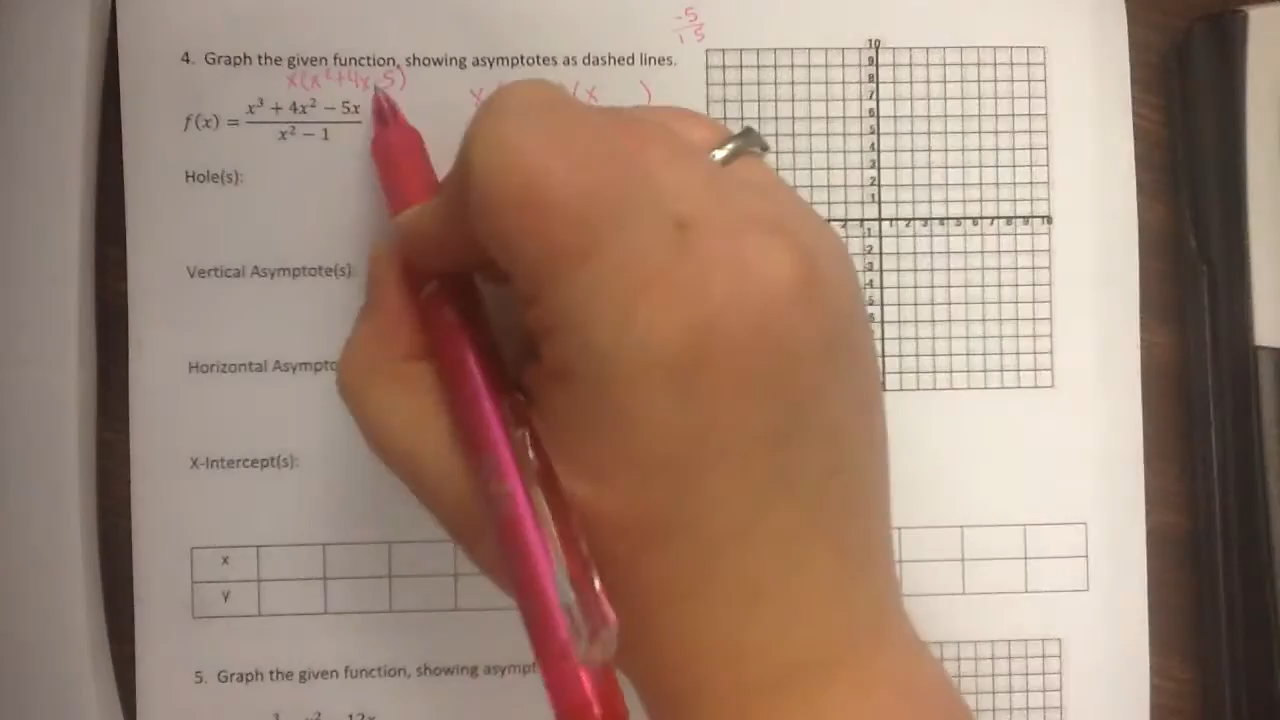 -5
1 5
4. Graph the given function, showing asymptotes as dashed lines.
x(x²+4x-5)
x (x )
f(x) = x³ + 4x² − 5x / x² − 1
Hole(s):
Vertical Asymptote(s)
Horizontal Asympto
X-Intercept(s):
x
y
5. Graph the given function, showing asympt
10
9
8
7
6
5
4
3
2
1
1 2 3 4 5 6 7 8 9 10
-1
-2
-3
-4
-5
-6